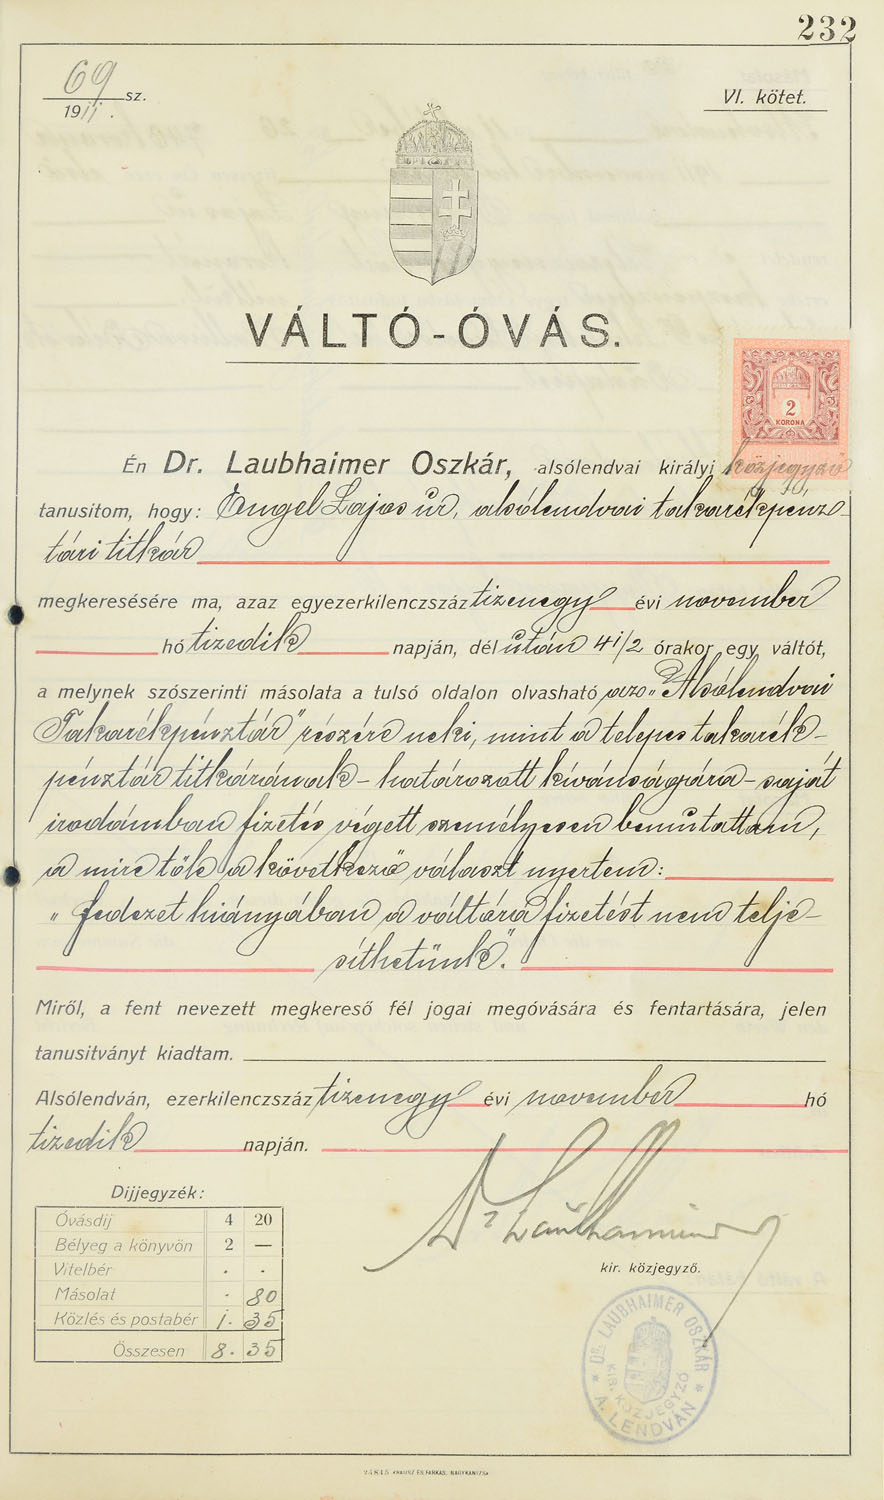 232
69 sz.
1911.
VI. kötet.
VÁLTÓ-ÓVÁS.
2
KORONA
Én Dr. Laubhaimer Oszkár, alsólendvai királyi közjegyző
tanusitom, hogy: Engel Lajos úr, alsólendvai takarékpénz-
tári titkár
megkeresésére ma, azaz egyezerkilenczszáz tizenegy évi november
hó tizedik napján, dél után 4 1/2 órakor egy váltót,
a melynek szószerinti másolata a tulsó oldalon olvasható, az „Alsólendvai
Takarékpénztár" részére neki, mint a telepes takarék-
pénztár titkárának – határozott kívánságára – saját
irodámban fizetés végett személyesen bemutattam,
a mire tőle a következő választ nyertem:
„Fedezet hiányában a váltóra fizetést nem telje-
síthetünk".
Miről, a fent nevezett megkereső fél jogai megóvására és fentartására, jelen
tanusitványt kiadtam.
Alsólendván, ezerkilenczszáz tizenegy évi november hó
tizedik napján.
Dijjegyzék:
Óvásdij 4 20
Bélyeg a könyvön 2 —
Vitelbér . .
Másolat . 80
Közlés és postabér 1. 35
Összesen 8. 35
Dr Laubhaimer
kir. közjegyző.
* DR. LAUBHAIMER OSZKÁR *
KIR. KÖZJEGYZŐ
A. LENDVÁN
KRAUSZ ÉS FARKAS, NAGYKANIZSA